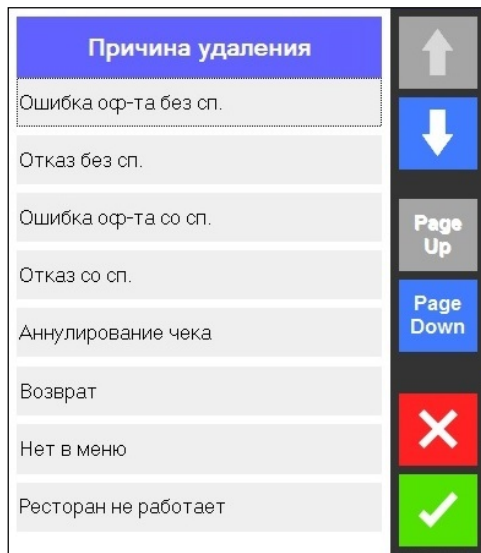 Причина удаления
Ошибка оф-та без сп.
Отказ без сп.
Ошибка оф-та со сп.
Page
Up
Отказ со сп.
Page
Down
Аннулирование чека
Возврат
Нет в меню
Ресторан не работает